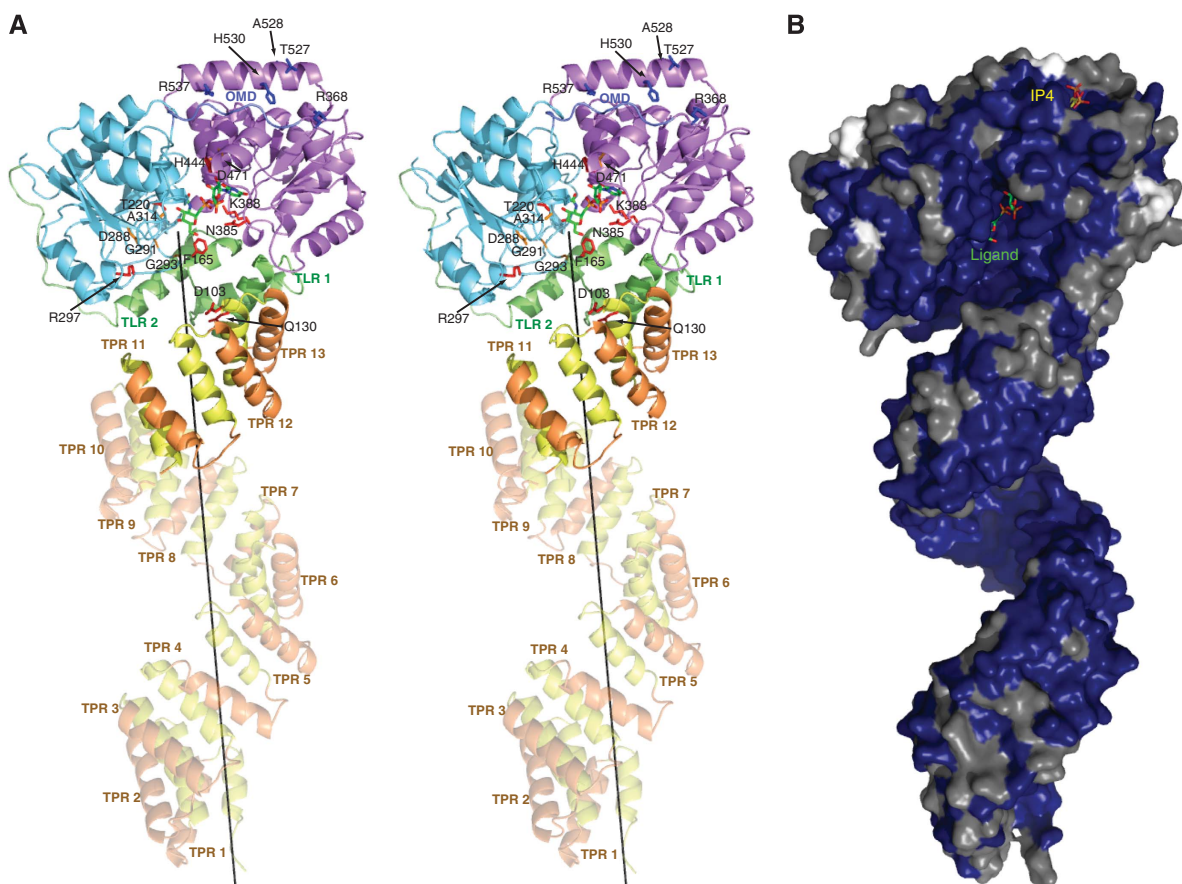 A
A528
H530
T527
R537
OMD
R368
H444
D471
T220
K388
A314
N385
D288
G291
G293
F165
TLR 1
D103
R297
TLR 2
Q130
TPR 11
TPR 13
TPR 12
TPR 10
TPR 7
TPR 9
TPR 8
TPR 6
TPR 4
TPR 5
TPR 3
TPR 2
TPR 1
A528
H530
T527
R537
OMD
R368
H444
D471
T220
K388
A314
N385
D288
G291
G293
F165
TLR 1
D103
R297
TLR 2
Q130
TPR 11
TPR 13
TPR 12
TPR 10
TPR 7
TPR 9
TPR 8
TPR 6
TPR 4
TPR 5
TPR 3
TPR 2
TPR 1
B
IP4
Ligand